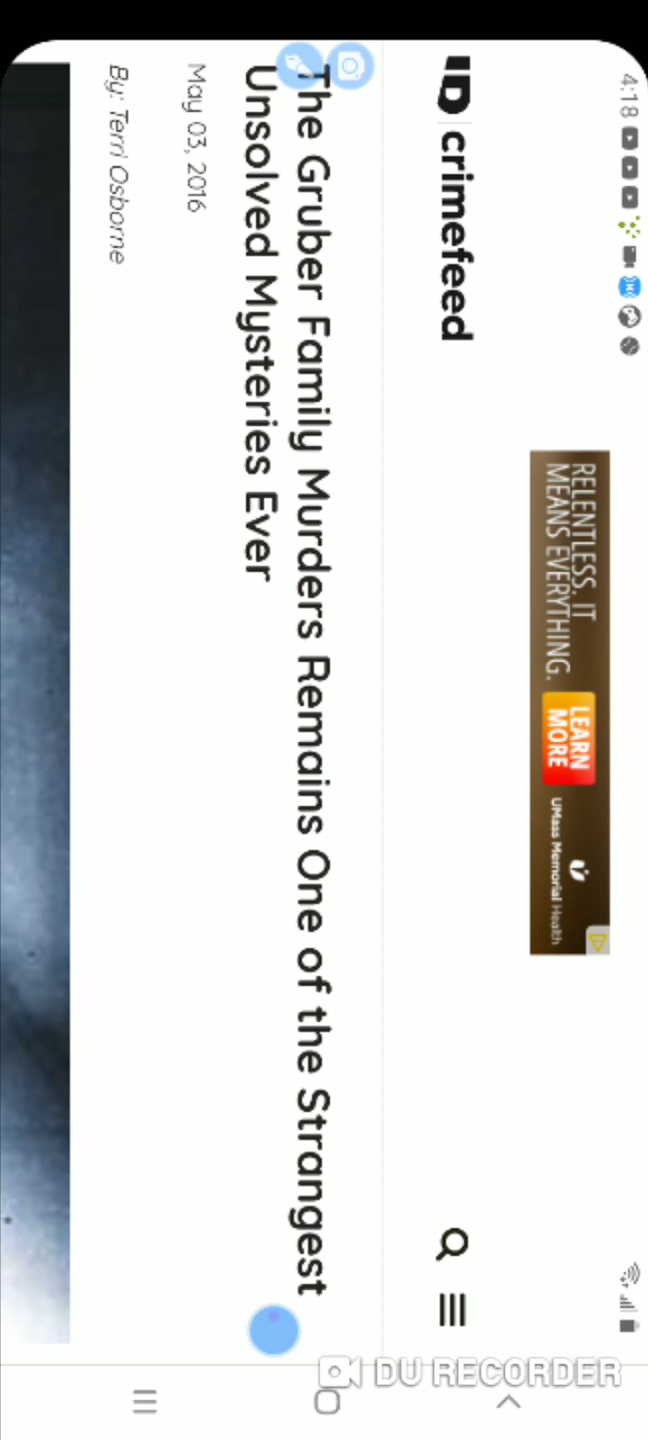 4:18
RELENTLESS. IT
MEANS EVERYTHING.
LEARN
MORE
UMass Memorial Health
ID crimefeed
The Gruber Family Murders Remains One of the Strangest
Unsolved Mysteries Ever
May 03, 2016
By: Terri Osborne
DU RECORDER